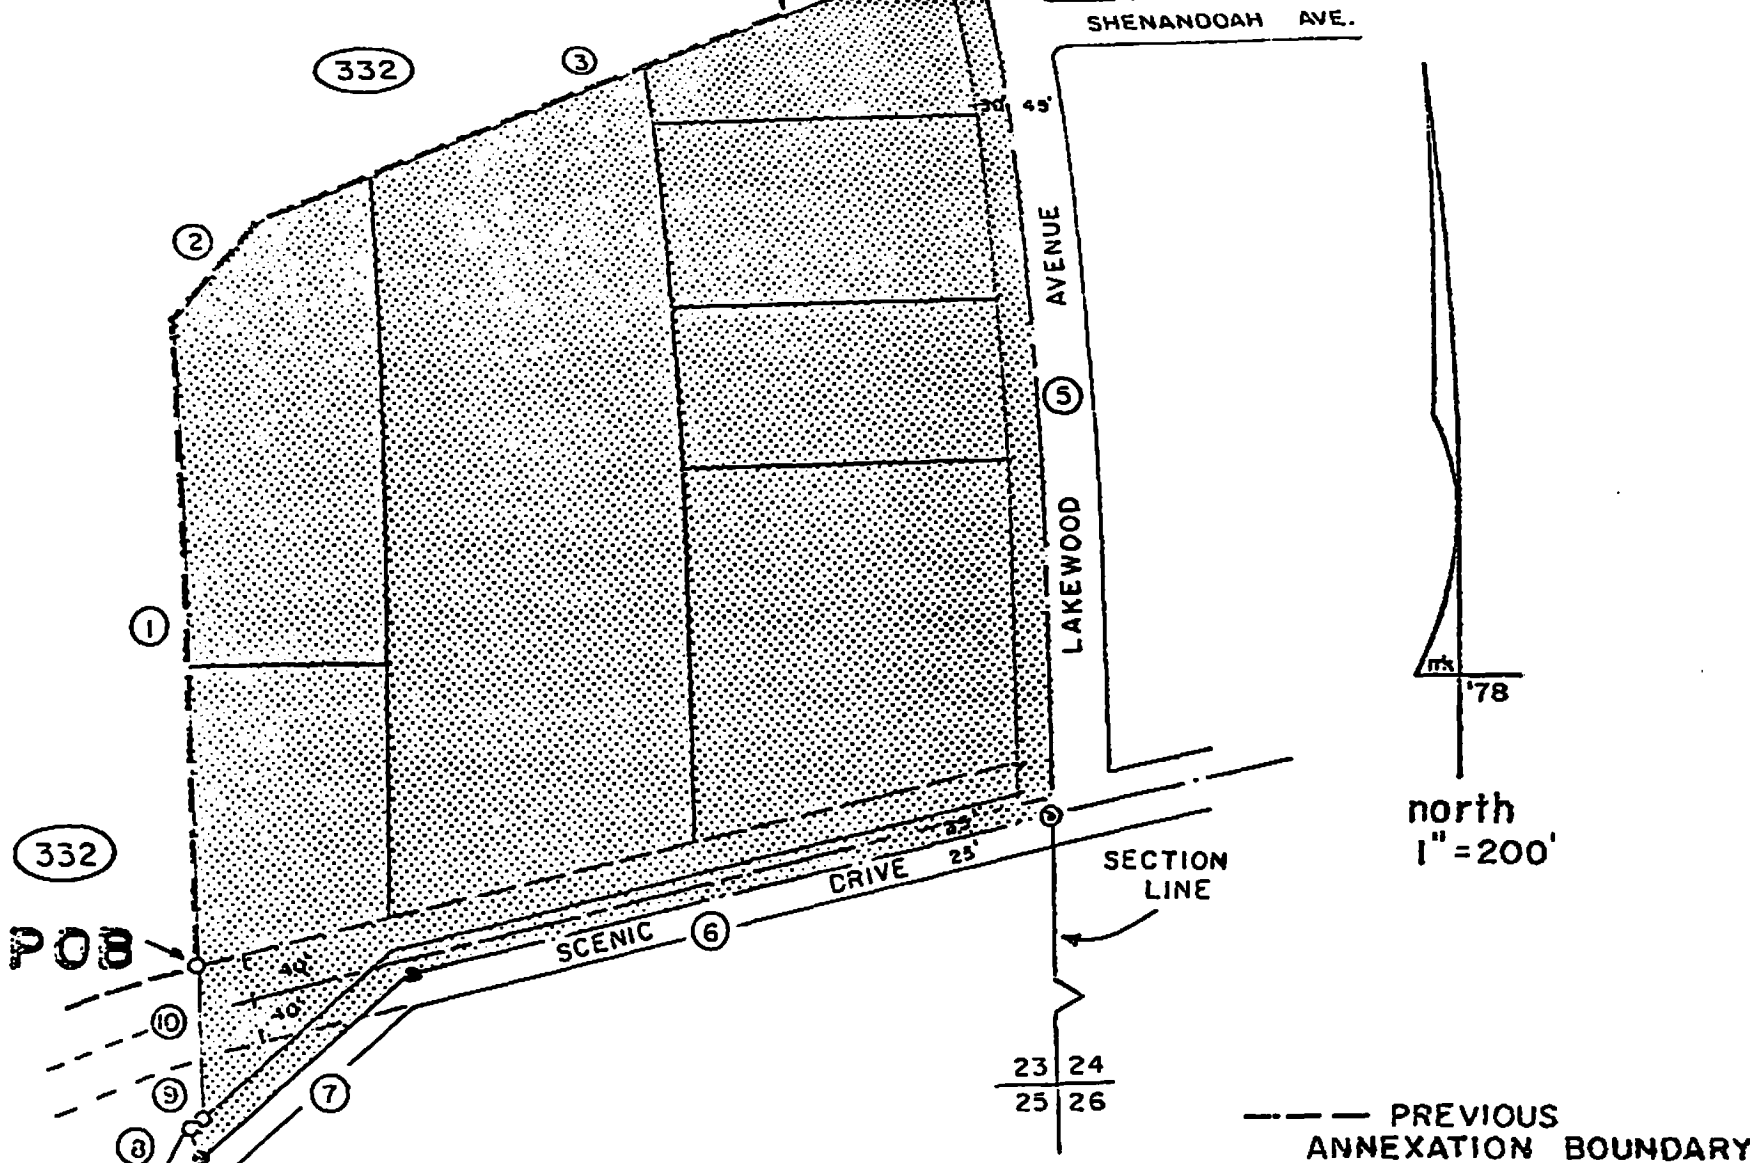 SHENANDOAH AVE.
332
3
30' 45'
2
AVENUE
5
LAKEWOOD
1
'78
north
1"=200'
332
25'
25'
DRIVE
SECTION
LINE
POB
SCENIC
6
40'
40'
10
23 24
25 26
9
7
8
PREVIOUS
ANNEXATION BOUNDARY